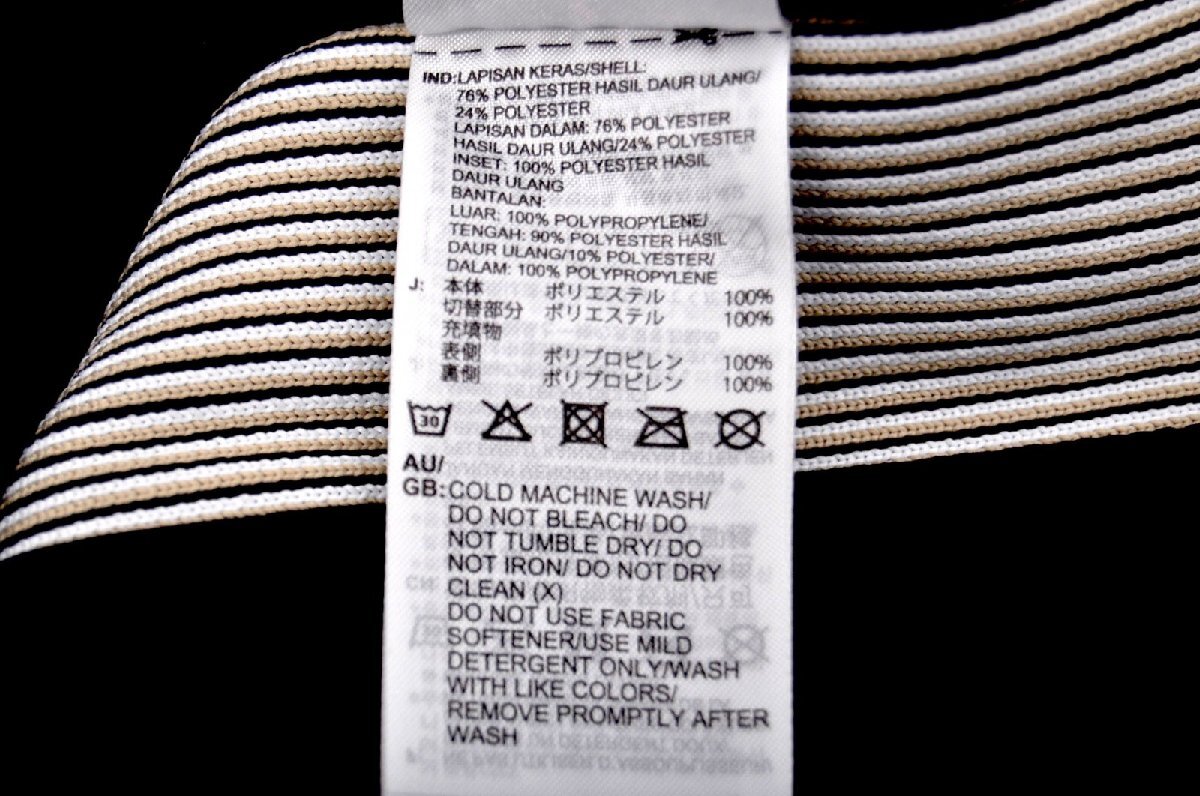 IND:LAPISAN KERAS/SHELL:
76% POLYESTER HASIL DAUR ULANG/
24% POLYESTER
LAPISAN DALAM: 76% POLYESTER
HASIL DAUR ULANG/24% POLYESTER
INSET: 100% POLYESTER HASIL
DAUR ULANG
BANTALAN:
LUAR: 100% POLYPROPYLENE/
TENGAH: 90% POLYESTER HASIL
DAUR ULANG/10% POLYESTER/
DALAM: 100% POLYPROPYLENE
J: 本体 ポリエステル 100%
切替部分 ポリエステル 100%
充填物
表側 ポリプロピレン 100%
裏側 ポリプロピレン 100%
30
AU/
GB:COLD MACHINE WASH/
DO NOT BLEACH/ DO
NOT TUMBLE DRY/ DO
NOT IRON/ DO NOT DRY
CLEAN (X)
DO NOT USE FABRIC
SOFTENER/USE MILD
DETERGENT ONLY/WASH
WITH LIKE COLORS/
REMOVE PROMPTLY AFTER
WASH